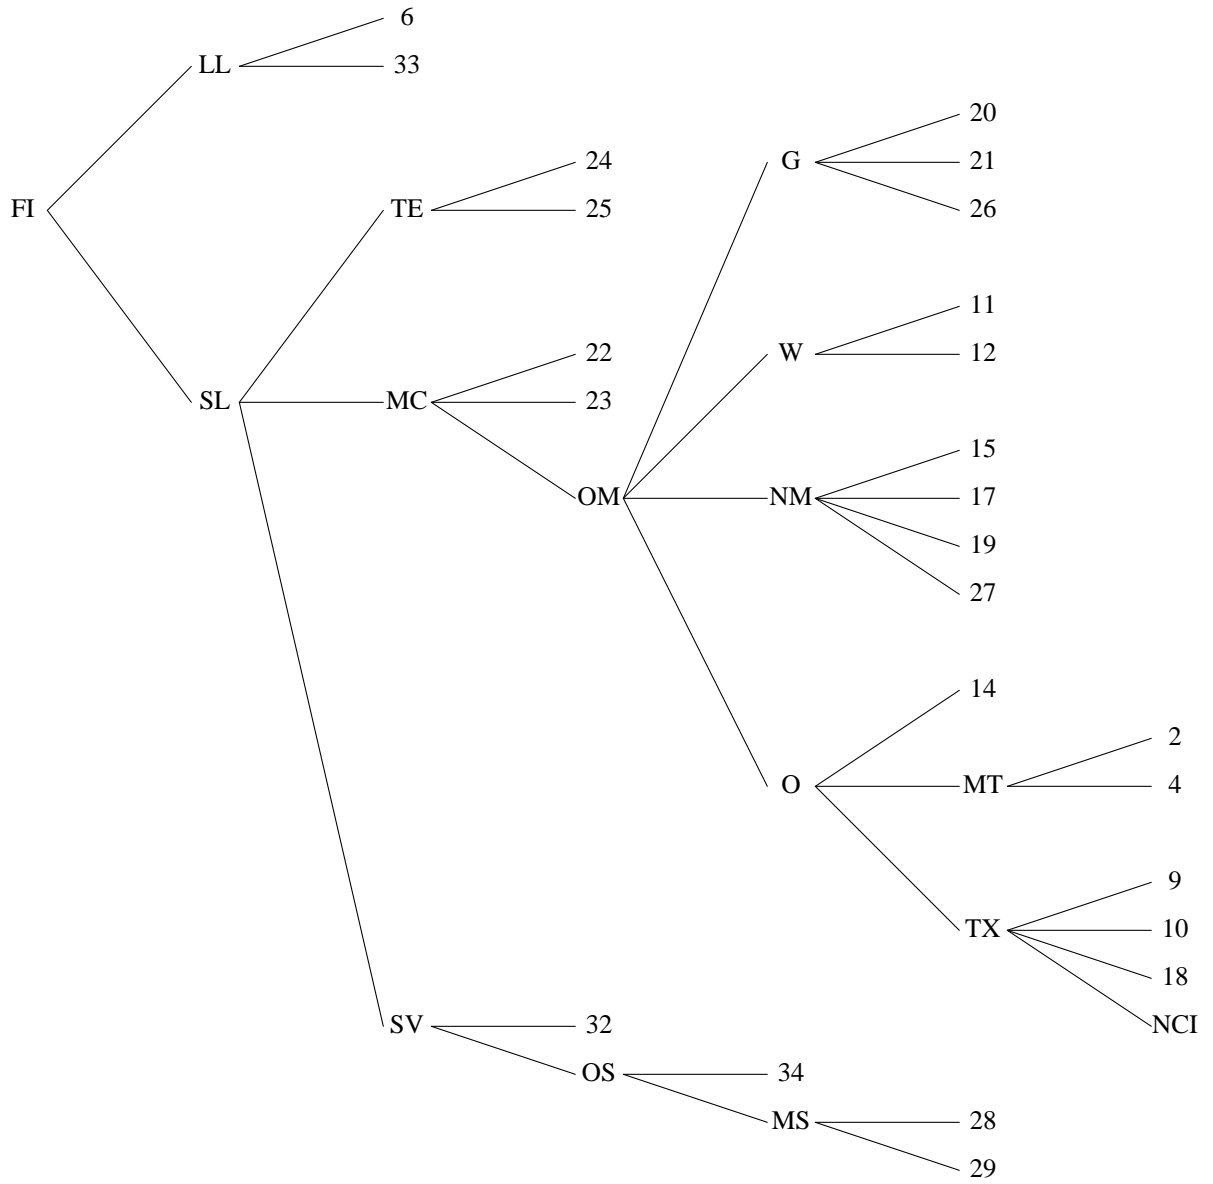 6
LL 33
20
24 G 21
FI TE 25 26
11
22 W 12
SL MC 23
15
OM NM 17
19
27
14
2
O MT 4
9
TX 10
18
SV 32 NCI
OS 34
MS 28
29